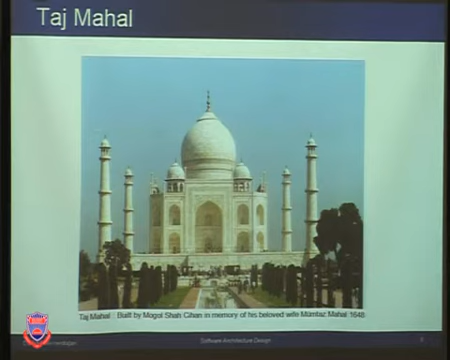 Taj Mahal
Taj Mahal : Built by Mogol Shah Cihan in memory of his beloved wife Mümtaz Mahal 1648
Software Architecture Design